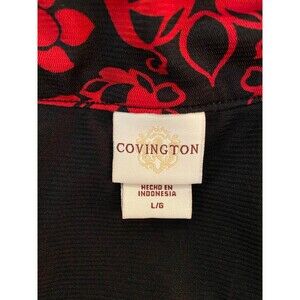 COVINGTON
HECHO EN
INDONESIA
L/G